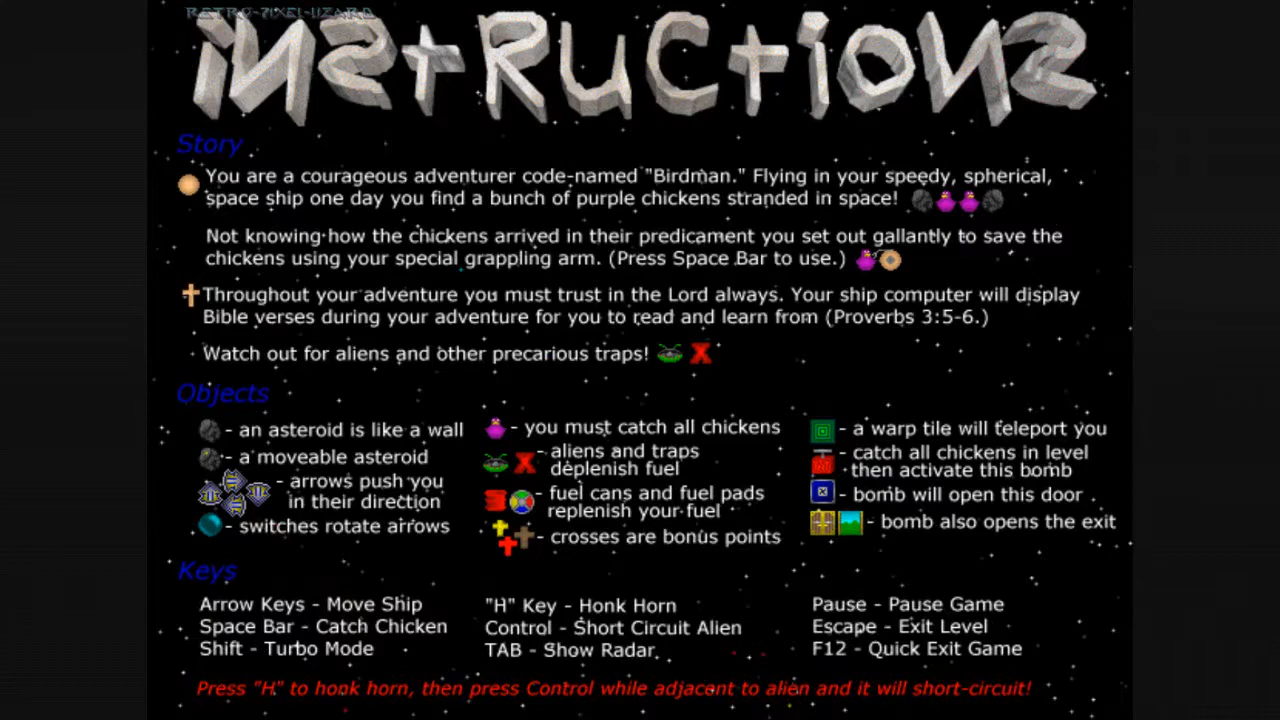 RETRO-PIXEL-LIZARD
iNStRUCtiONS
Story
You are a courageous adventurer code-named "Birdman." Flying in your speedy, spherical,
space ship one day you find a bunch of purple chickens stranded in space!
Not knowing how the chickens arrived in their predicament you set out gallantly to save the
chickens using your special grappling arm. (Press Space Bar to use.)
Throughout your adventure you must trust in the Lord always. Your ship computer will display
Bible verses during your adventure for you to read and learn from (Proverbs 3:5-6.)
Watch out for aliens and other precarious traps!
Objects
- an asteroid is like a wall
- a moveable asteroid
- arrows push you
in their direction
- switches rotate arrows
- you must catch all chickens
- aliens and traps
deplenish fuel
- fuel cans and fuel pads
replenish your fuel
- crosses are bonus points
- a warp tile will teleport you
- catch all chickens in level
then activate this bomb
- bomb will open this door
- bomb also opens the exit
Keys
Arrow Keys - Move Ship
Space Bar - Catch Chicken
Shift - Turbo Mode
"H" Key - Honk Horn
Control - Short Circuit Alien
TAB - Show Radar
Pause - Pause Game
Escape - Exit Level
F12 - Quick Exit Game
Press "H" to honk horn, then press Control while adjacent to alien and it will short-circuit!